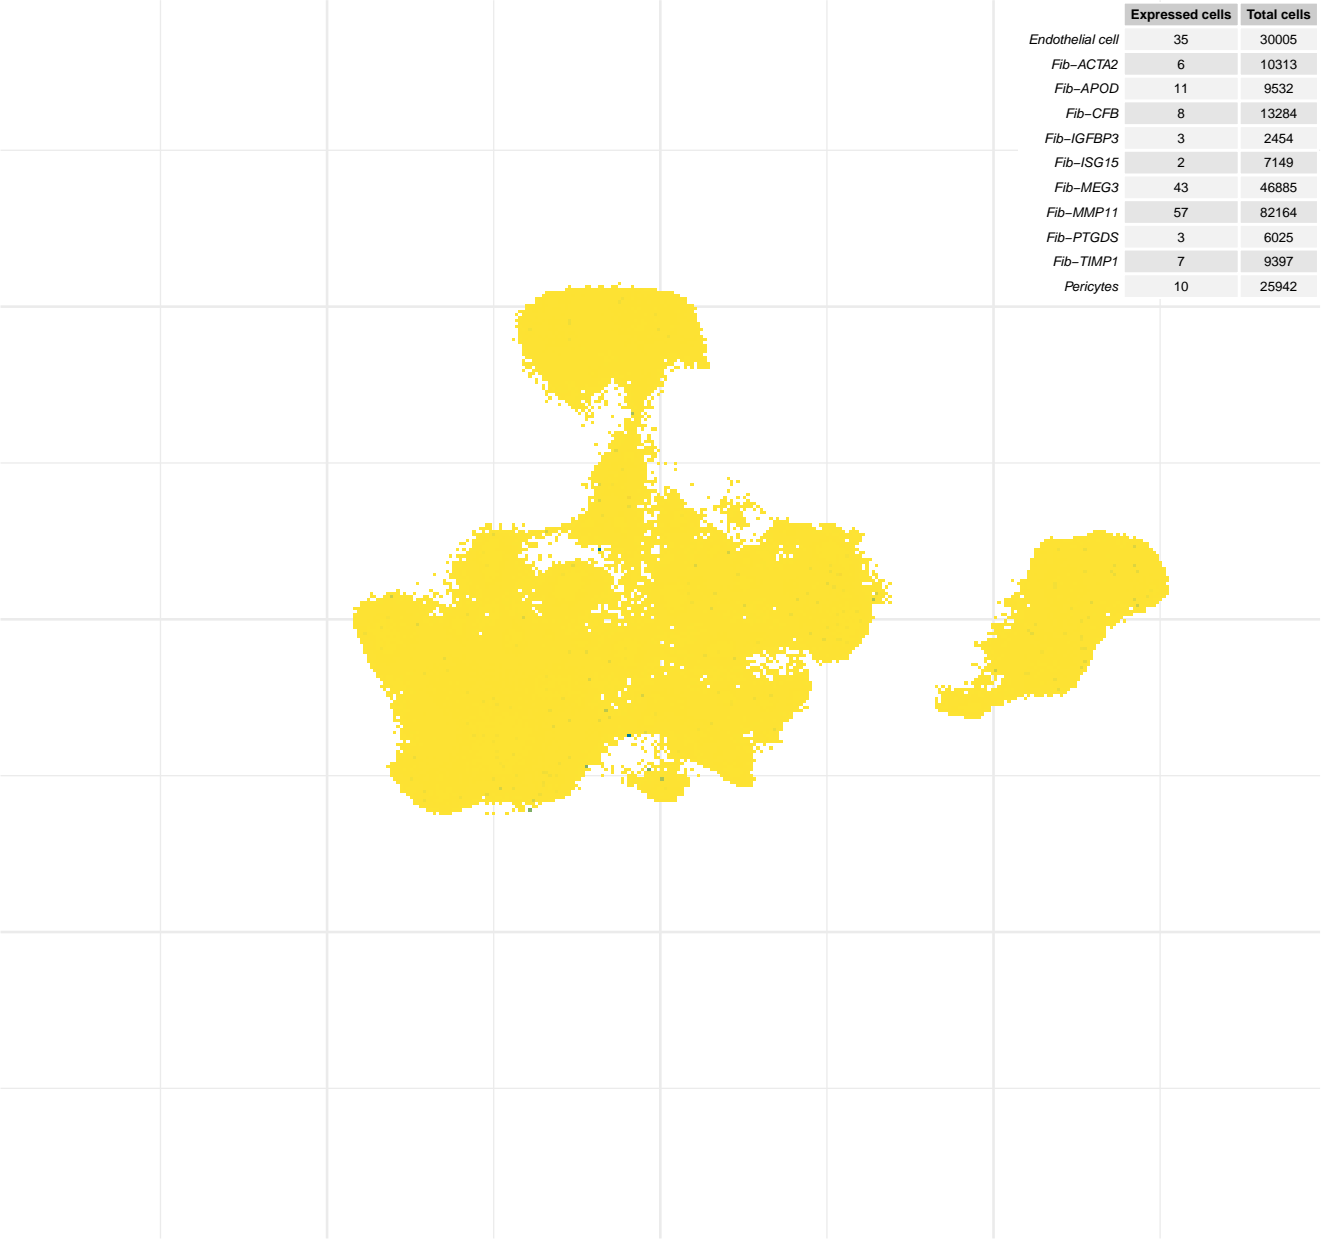 Expressed cells Total cells
Endothelial cell 35 30005
Fib−ACTA2 6 10313
Fib−APOD 11 9532
Fib−CFB 8 13284
Fib−IGFBP3 3 2454
Fib−ISG15 2 7149
Fib−MEG3 43 46885
Fib−MMP11 57 82164
Fib−PTGDS 3 6025
Fib−TIMP1 7 9397
Pericytes 10 25942